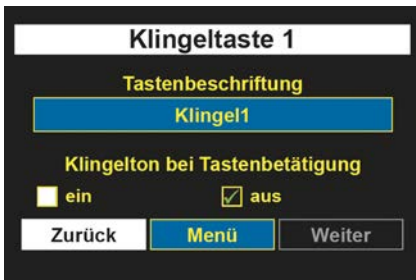 Klingeltaste 1
Tastenbeschriftung
Klingel1
Klingelton bei Tastenbetätigung
ein aus
Zurück Menü Weiter